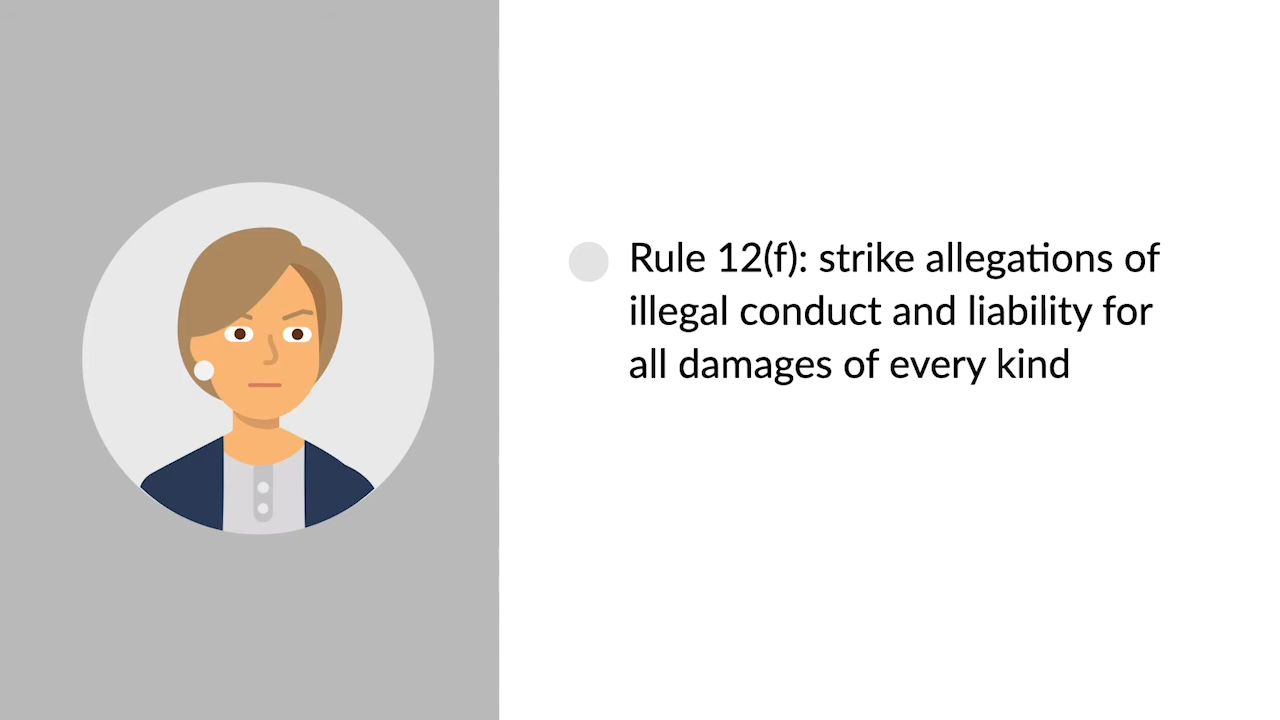 Rule 12(f): strike allegations of
illegal conduct and liability for
all damages of every kind